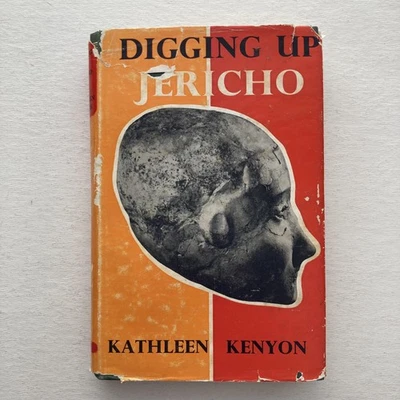 DIGGING UP
JERICHO
KATHLEEN KENYON